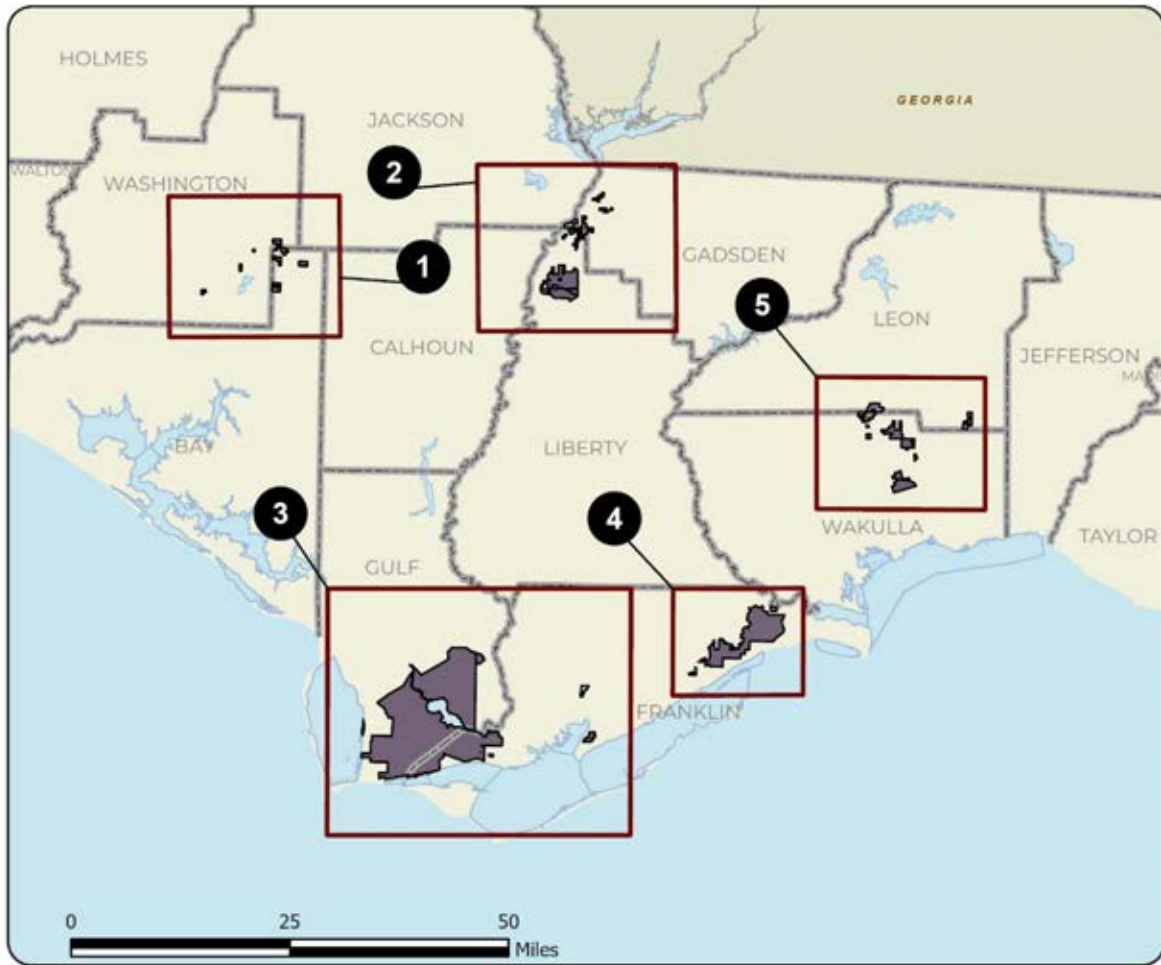 HOLMES
GEORGIA
JACKSON
2
WALTON
WASHINGTON
1
GADSDEN
5
LEON
CALHOUN
JEFFERSON
BAY
LIBERTY
3
4
WAKULLA
TAYLOR
GULF
FRANKLIN
0 25 50
Miles